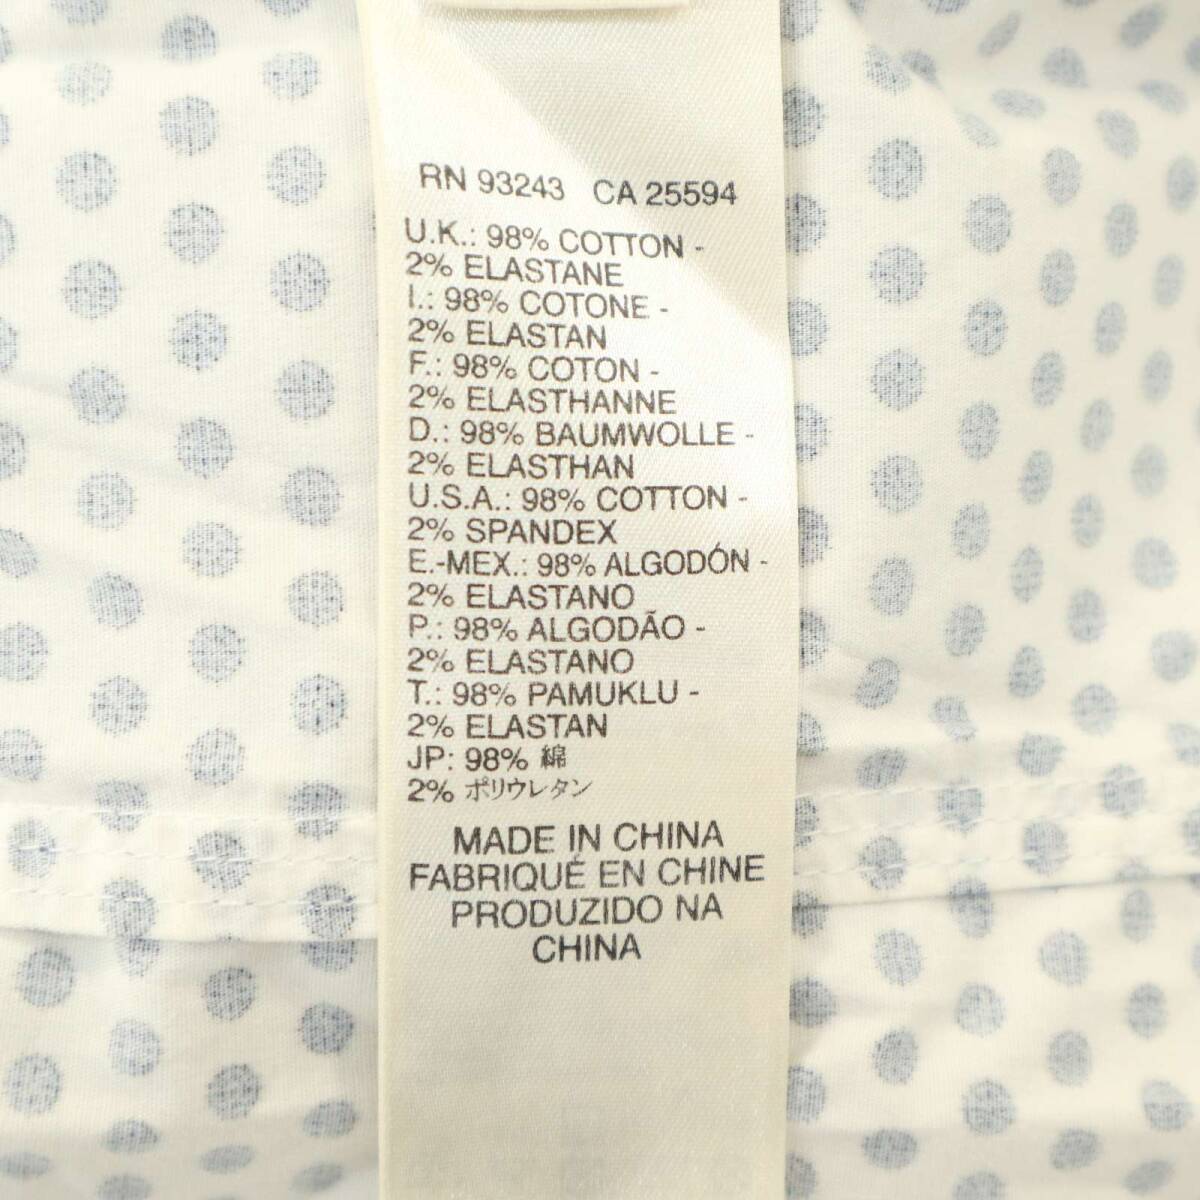 RN 93243 CA 25594
U.K.: 98% COTTON -
2% ELASTANE
I.: 98% COTONE -
2% ELASTAN
F.: 98% COTON -
2% ELASTHANNE
D.: 98% BAUMWOLLE -
2% ELASTHAN
U.S.A.: 98% COTTON -
2% SPANDEX
E.-MEX.: 98% ALGODÓN -
2% ELASTANO
P.: 98% ALGODÃO -
2% ELASTANO
T.: 98% PAMUKLU -
2% ELASTAN
JP: 98% 綿
2% ポリウレタン
MADE IN CHINA
FABRIQUÉ EN CHINE
PRODUZIDO NA
CHINA